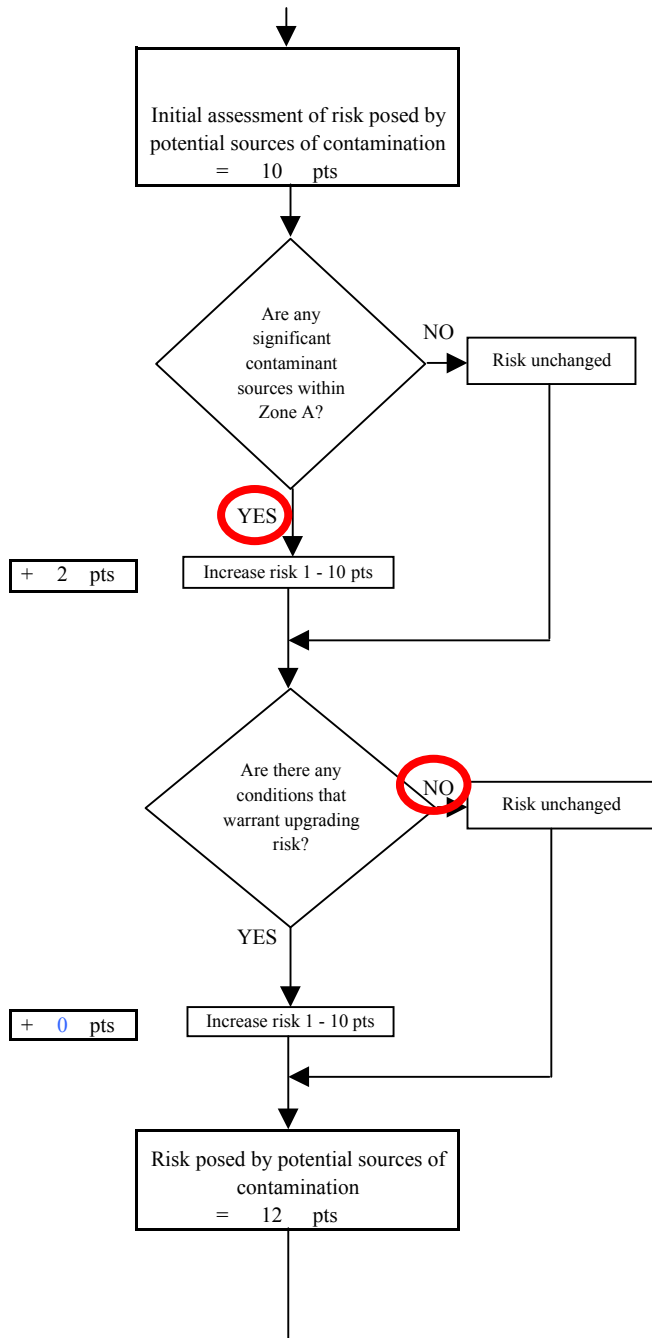 Initial assessment of risk posed by
potential sources of contamination
= 10 pts
Are any
significant
contaminant
sources within
Zone A?
NO
Risk unchanged
YES
+ 2 pts
Increase risk 1 - 10 pts
Are there any
conditions that
warrant upgrading
risk?
NO
Risk unchanged
YES
+ 0 pts
Increase risk 1 - 10 pts
Risk posed by potential sources of
contamination
= 12 pts